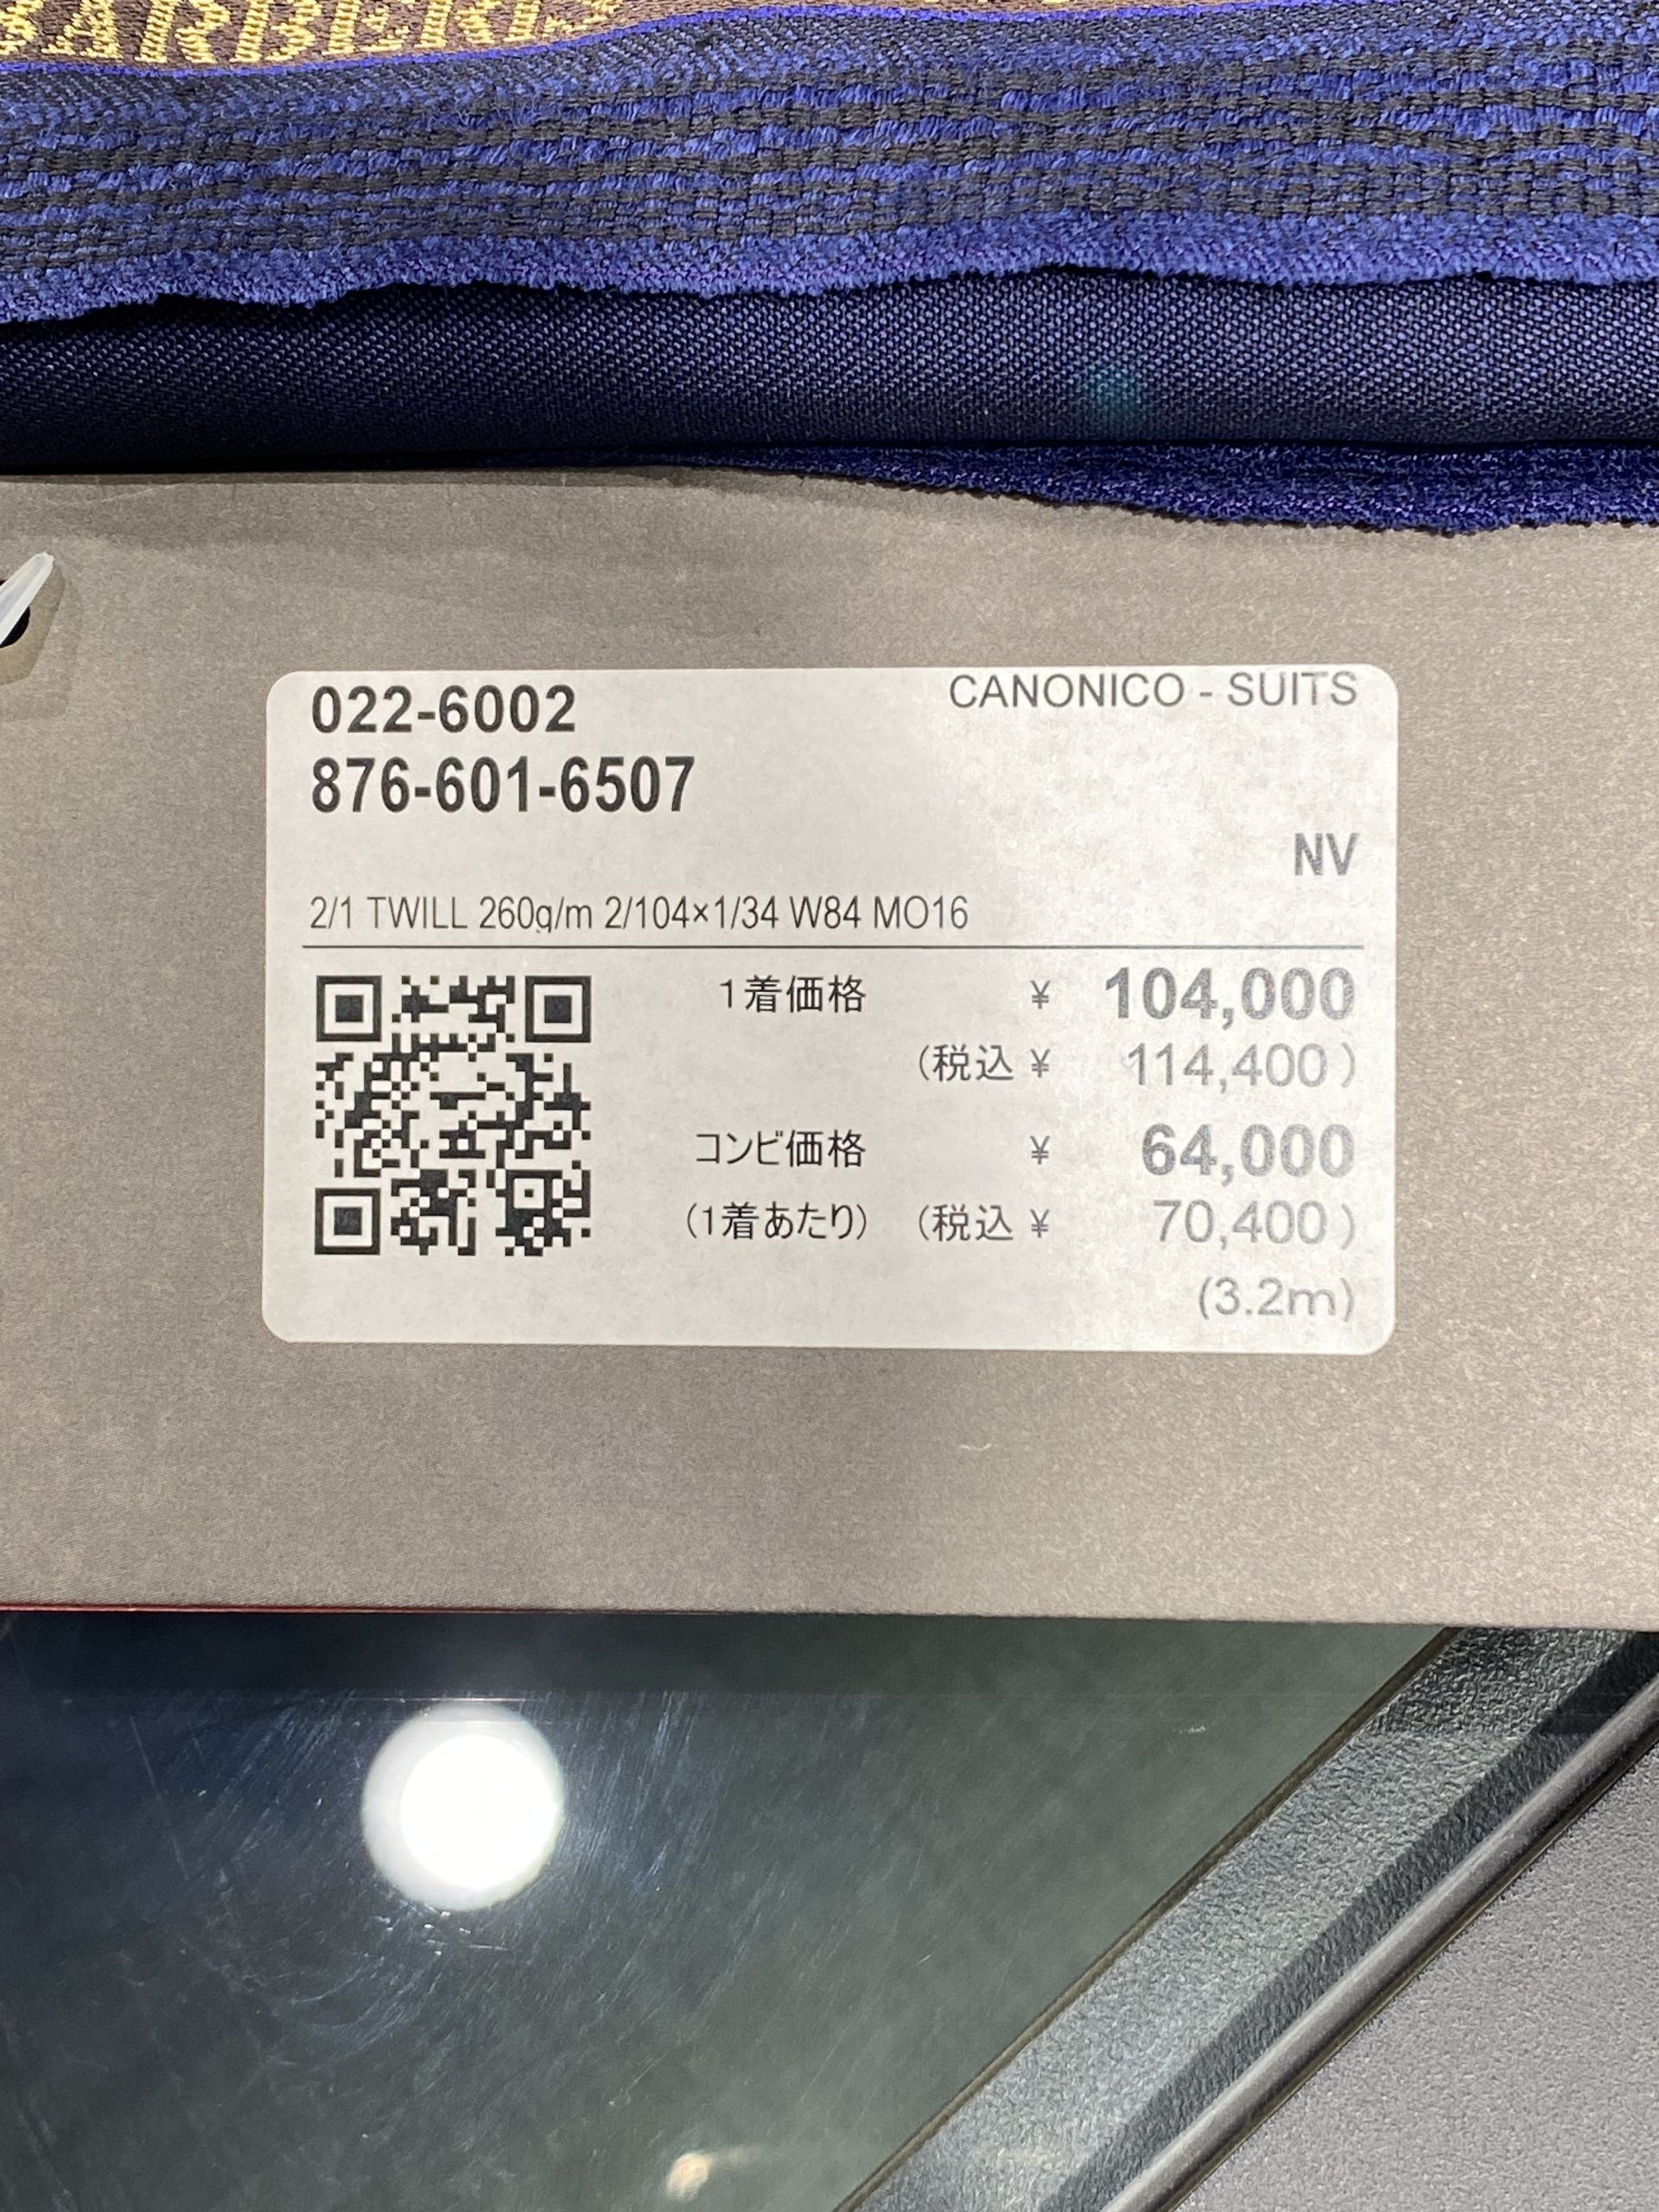 BARBERIS
022-6002
CANONICO - SUITS
876-601-6507
NV
2/1 TWILL 260g/m 2/104×1/34 W84 MO16
1着価格 ¥ 104,000
(税込 ¥ 114,400)
コンビ価格 ¥ 64,000
(1着あたり) (税込 ¥ 70,400)
(3.2m)